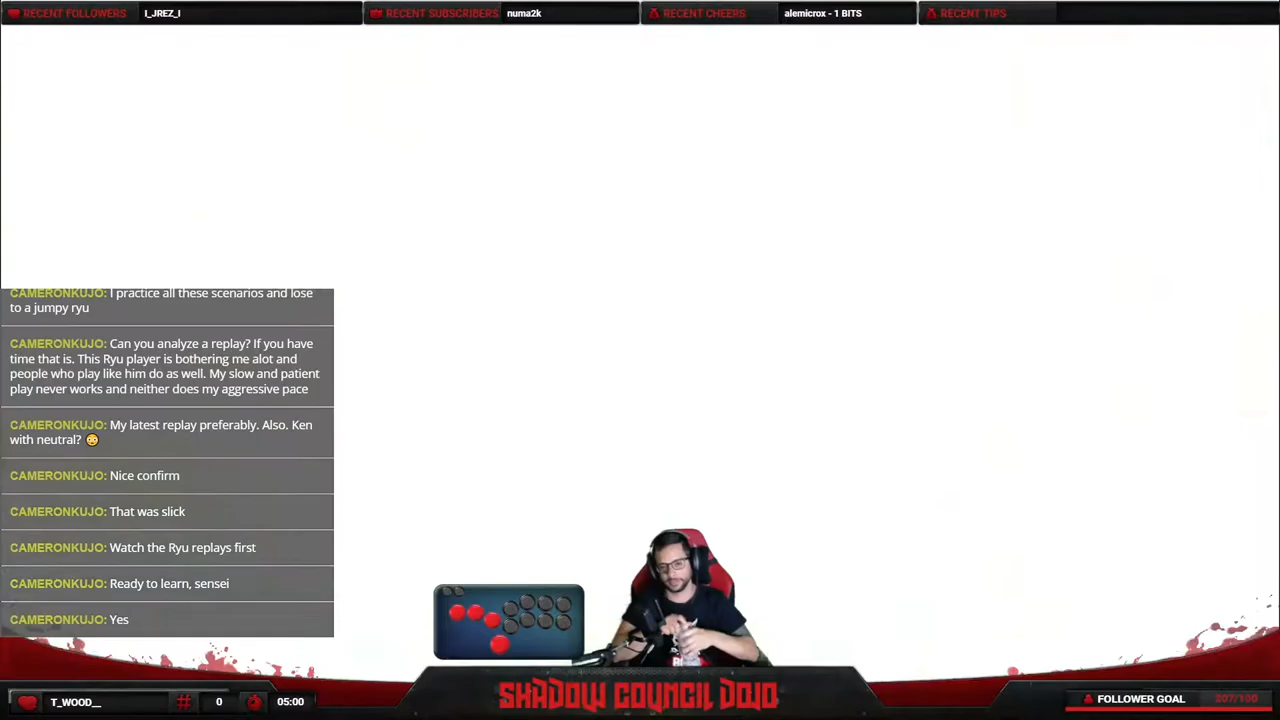 RECENT FOLLOWERS I_JREZ_I RECENT SUBSCRIBERS numa2k RECENT CHEERS alemicrox - 1 BITS RECENT TIPS
CAMERONKUJO: I practice all these scenarios and lose
to a jumpy ryu
CAMERONKUJO: Can you analyze a replay? If you have
time that is. This Ryu player is bothering me alot and
people who play like him do as well. My slow and patient
play never works and neither does my aggressive pace
CAMERONKUJO: My latest replay preferably. Also. Ken
with neutral? 😳
CAMERONKUJO: Nice confirm
CAMERONKUJO: That was slick
CAMERONKUJO: Watch the Ryu replays first
CAMERONKUJO: Ready to learn, sensei
CAMERONKUJO: Yes
SHADOW COUNCIL DOJO
T_WOOD__ # 0 05:00 FOLLOWER GOAL 207/100